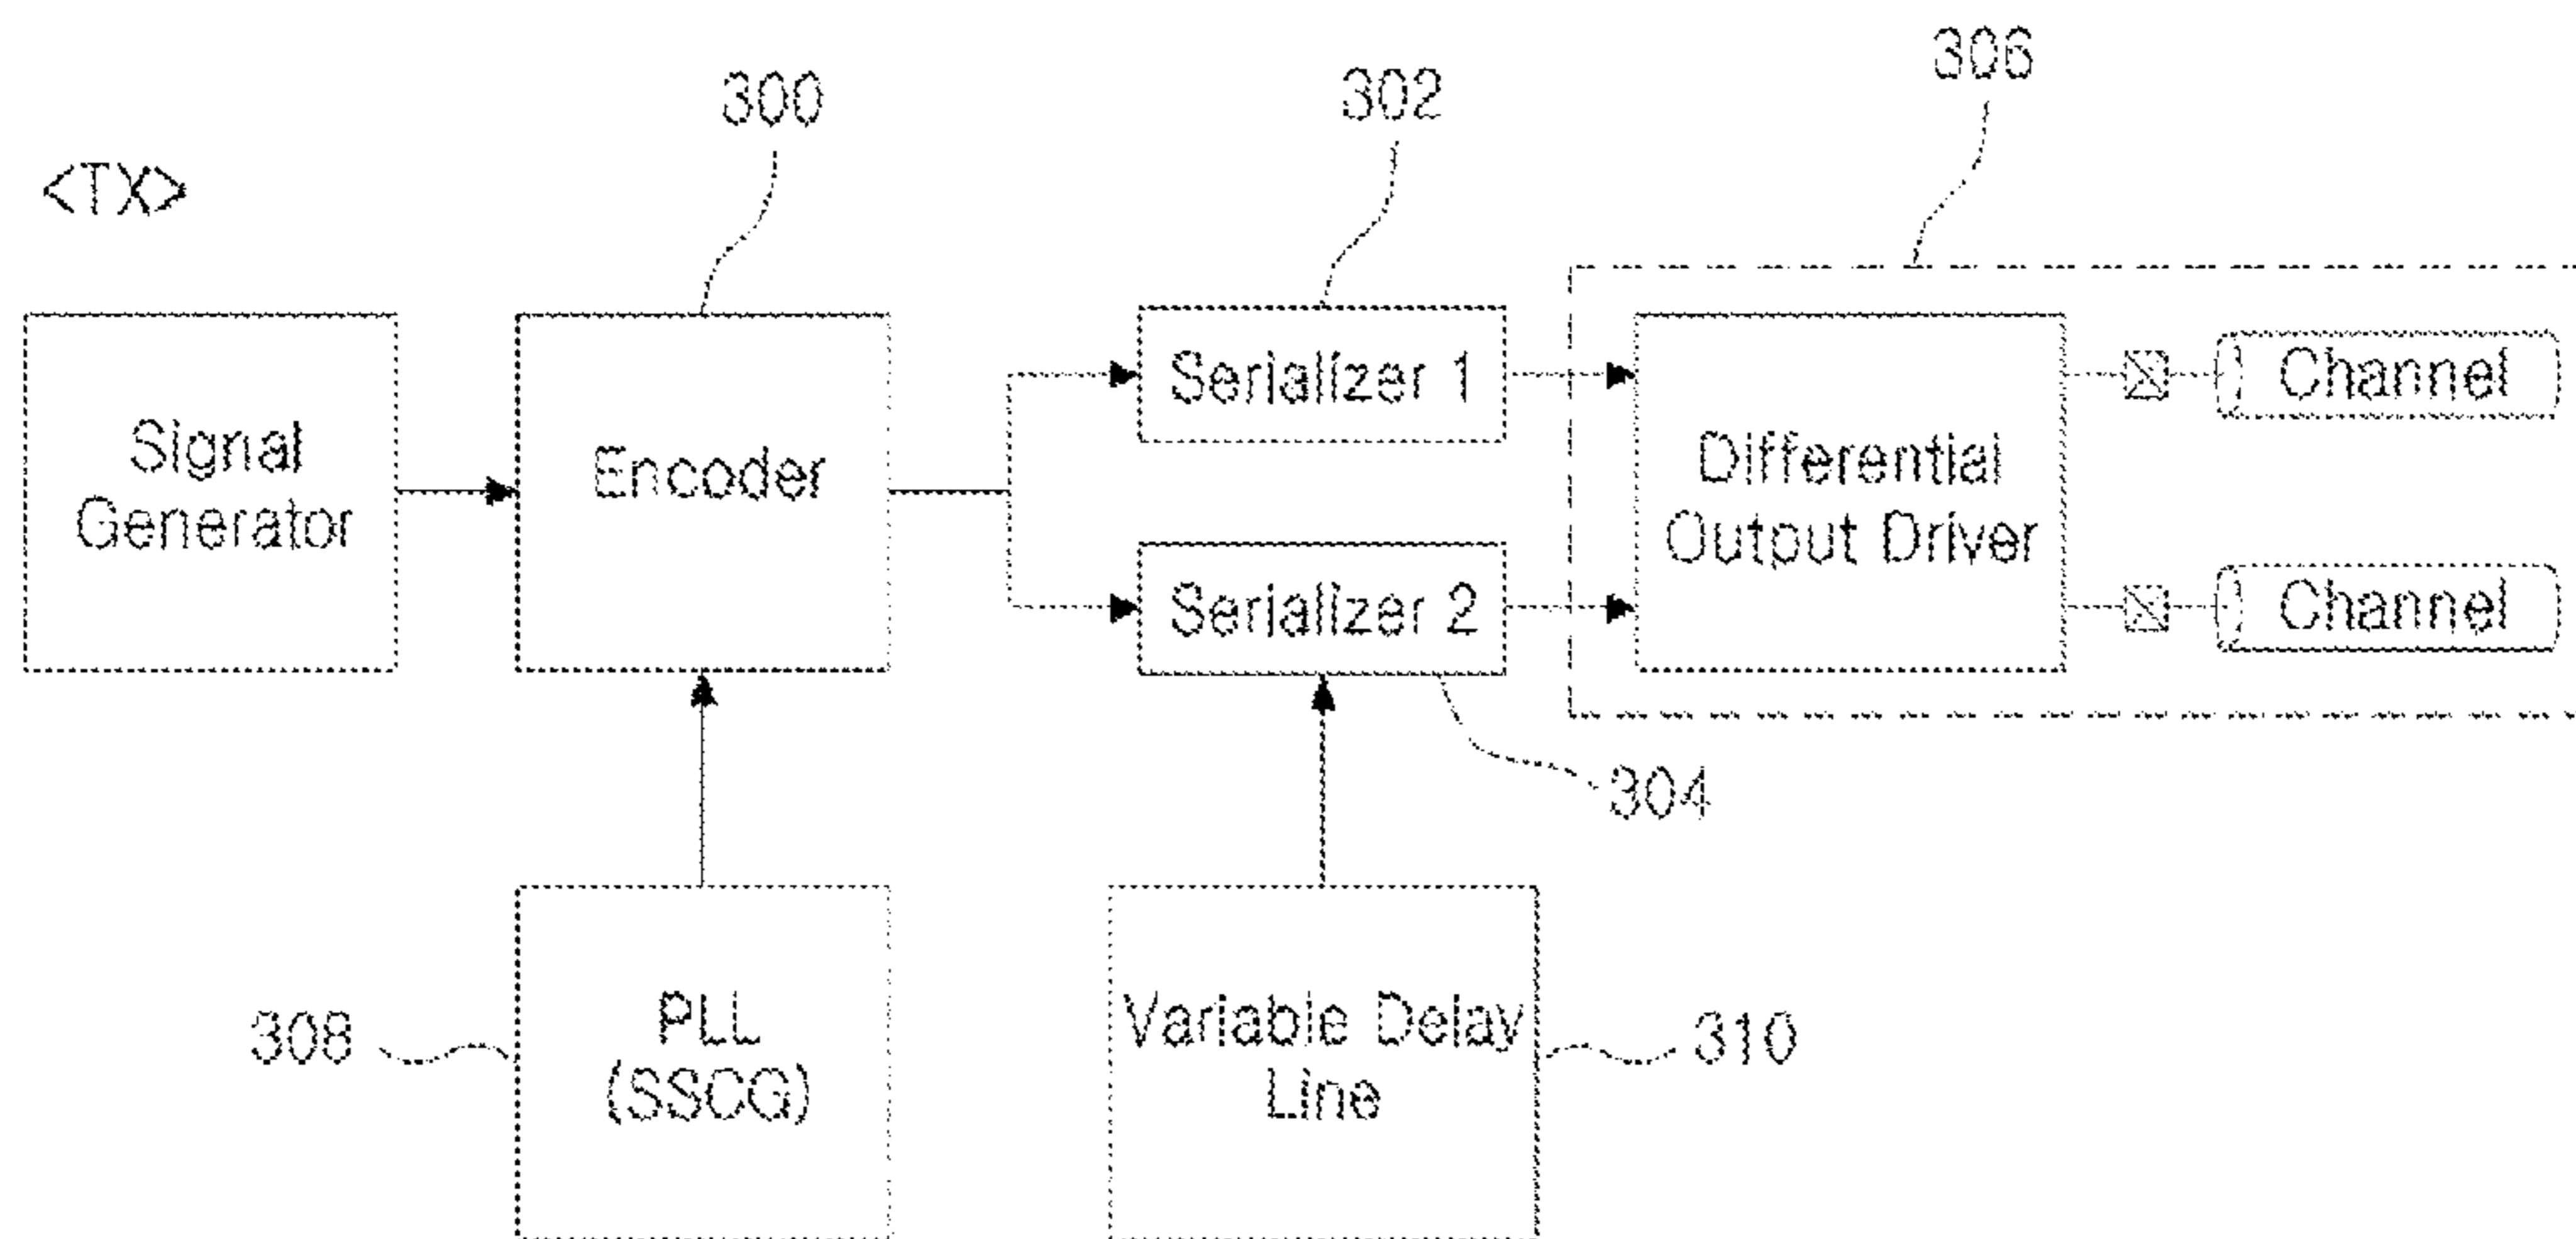 306
300
302
<TX>
Signal
Generator
Encoder
Serializer 1
Serializer 2
Differential
Output Driver
Channel
Channel
304
308
PLL
(SSCG)
Variable Delay
Line
310